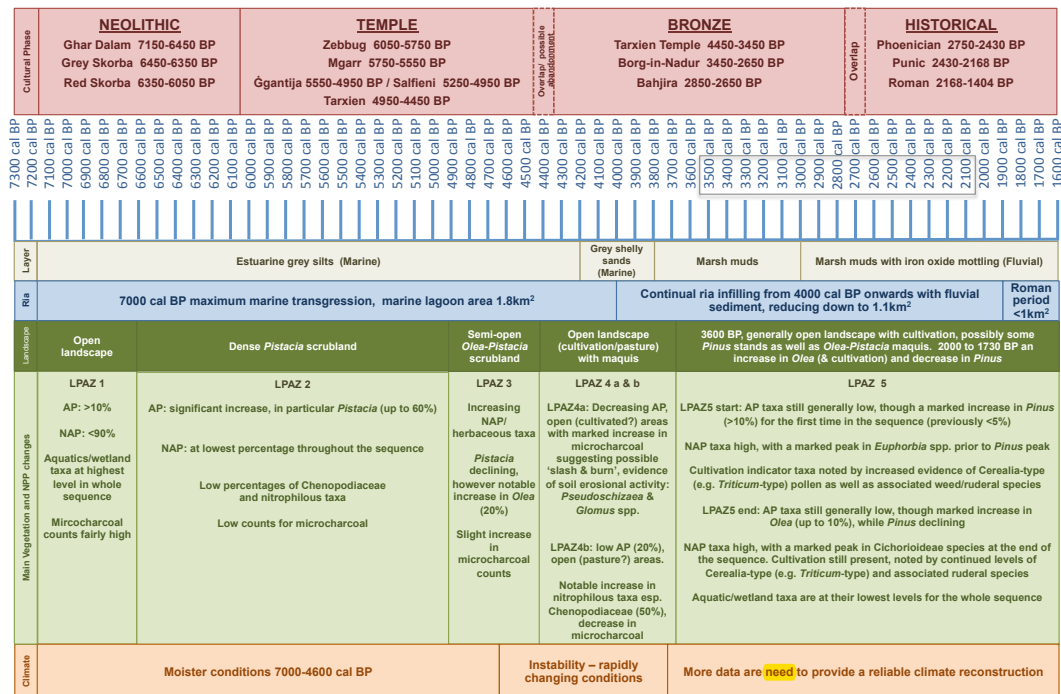 Cultural Phase
NEOLITHIC
Ghar Dalam 7150-6450 BP
Grey Skorba 6450-6350 BP
Red Skorba 6350-6050 BP
TEMPLE
Zebbug 6050-5750 BP
Mgarr 5750-5550 BP
Ġgantija 5550-4950 BP / Salfieni 5250-4950 BP
Tarxien 4950-4450 BP
Overlap/ possible
abandonment
BRONZE
Tarxien Temple 4450-3450 BP
Borg-in-Nadur 3450-2650 BP
Bahjira 2850-2650 BP
Overlap
HISTORICAL
Phoenician 2750-2430 BP
Punic 2430-2168 BP
Roman 2168-1404 BP
7300 cal BP
7200 cal BP
7100 cal BP
7000 cal BP
6900 cal BP
6800 cal BP
6700 cal BP
6600 cal BP
6500 cal BP
6400 cal BP
6300 cal BP
6200 cal BP
6100 cal BP
6000 cal BP
5900 cal BP
5800 cal BP
5700 cal BP
5600 cal BP
5500 cal BP
5400 cal BP
5300 cal BP
5200 cal BP
5100 cal BP
5000 cal BP
4900 cal BP
4800 cal BP
4700 cal BP
4600 cal BP
4500 cal BP
4400 cal BP
4300 cal BP
4200 cal BP
4100 cal BP
4000 cal BP
3900 cal BP
3800 cal BP
3700 cal BP
3600 cal BP
3500 cal BP
3400 cal BP
3300 cal BP
3200 cal BP
3100 cal BP
3000 cal BP
2900 cal BP
2800 cal BP
2700 cal BP
2600 cal BP
2500 cal BP
2400 cal BP
2300 cal BP
2200 cal BP
2100 cal BP
2000 cal BP
1900 cal BP
1800 cal BP
1700 cal BP
1600 cal BP
Layer
Estuarine grey silts (Marine)
Grey shelly
sands
(Marine)
Marsh muds
Marsh muds with iron oxide mottling (Fluvial)
Ria
7000 cal BP maximum marine transgression, marine lagoon area 1.8km²
Continual ria infilling from 4000 cal BP onwards with fluvial
sediment, reducing down to 1.1km²
Roman
period
<1km²
Landscape
Open
landscape
Dense Pistacia scrubland
Semi-open
Olea-Pistacia
scrubland
Open landscape
(cultivation/pasture)
with maquis
3600 BP, generally open landscape with cultivation, possibly some
Pinus stands as well as Olea-Pistacia maquis. 2000 to 1730 BP an
increase in Olea (& cultivation) and decrease in Pinus
Main Vegetation and NPP changes
LPAZ 1
AP: >10%
NAP: <90%
Aquatics/wetland
taxa at highest
level in whole
sequence
Mircocharcoal
counts fairly high
LPAZ 2
AP: significant increase, in particular Pistacia (up to 60%)
NAP: at lowest percentage throughout the sequence
Low percentages of Chenopodiaceae
and nitrophilous taxa
Low counts for microcharcoal
LPAZ 3
Increasing
NAP/
herbaceous taxa
Pistacia
declining,
however notable
increase in Olea
(20%)
Slight increase
in
microcharcoal
counts
LPAZ 4 a & b
LPAZ4a: Decreasing AP,
open (cultivated?) areas
with marked increase in
microcharcoal
suggesting possible
'slash & burn', evidence
of soil erosional activity:
Pseudoschizaea &
Glomus spp.
LPAZ4b: low AP (20%),
open (pasture?) areas.
Notable increase in
nitrophilous taxa esp.
Chenopodiaceae (50%),
decrease in
microcharcoal
LPAZ 5
LPAZ5 start: AP taxa still generally low, though a marked increase in Pinus
(>10%) for the first time in the sequence (previously <5%)
NAP taxa high, with a marked peak in Euphorbia spp. prior to Pinus peak
Cultivation indicator taxa noted by increased evidence of Cerealia-type
(e.g. Triticum-type) pollen as well as associated weed/ruderal species
LPAZ5 end: AP taxa still generally low, though marked increase in
Olea (up to 10%), while Pinus declining
NAP taxa high, with a marked peak in Cichorioideae species at the end of
the sequence. Cultivation still present, noted by continued levels of
Cerealia-type (e.g. Triticum-type) and associated ruderal species
Aquatic/wetland taxa are at their lowest levels for the whole sequence
Climate
Moister conditions 7000-4600 cal BP
Instability – rapidly
changing conditions
More data are need to provide a reliable climate reconstruction